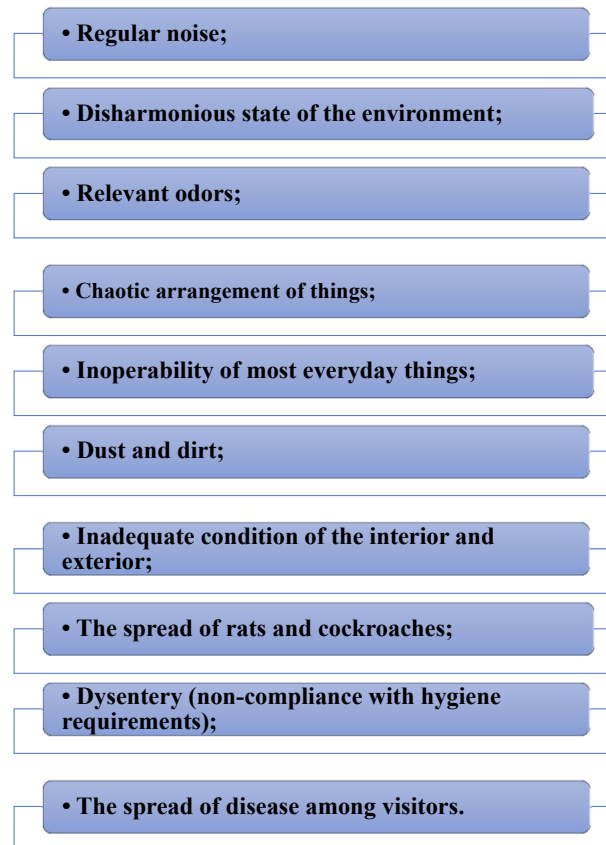 • Regular noise;
• Disharmonious state of the environment;
• Relevant odors;
• Chaotic arrangement of things;
• Inoperability of most everyday things;
• Dust and dirt;
• Inadequate condition of the interior and
exterior;
• The spread of rats and cockroaches;
• Dysentery (non-compliance with hygiene
requirements);
• The spread of disease among visitors.